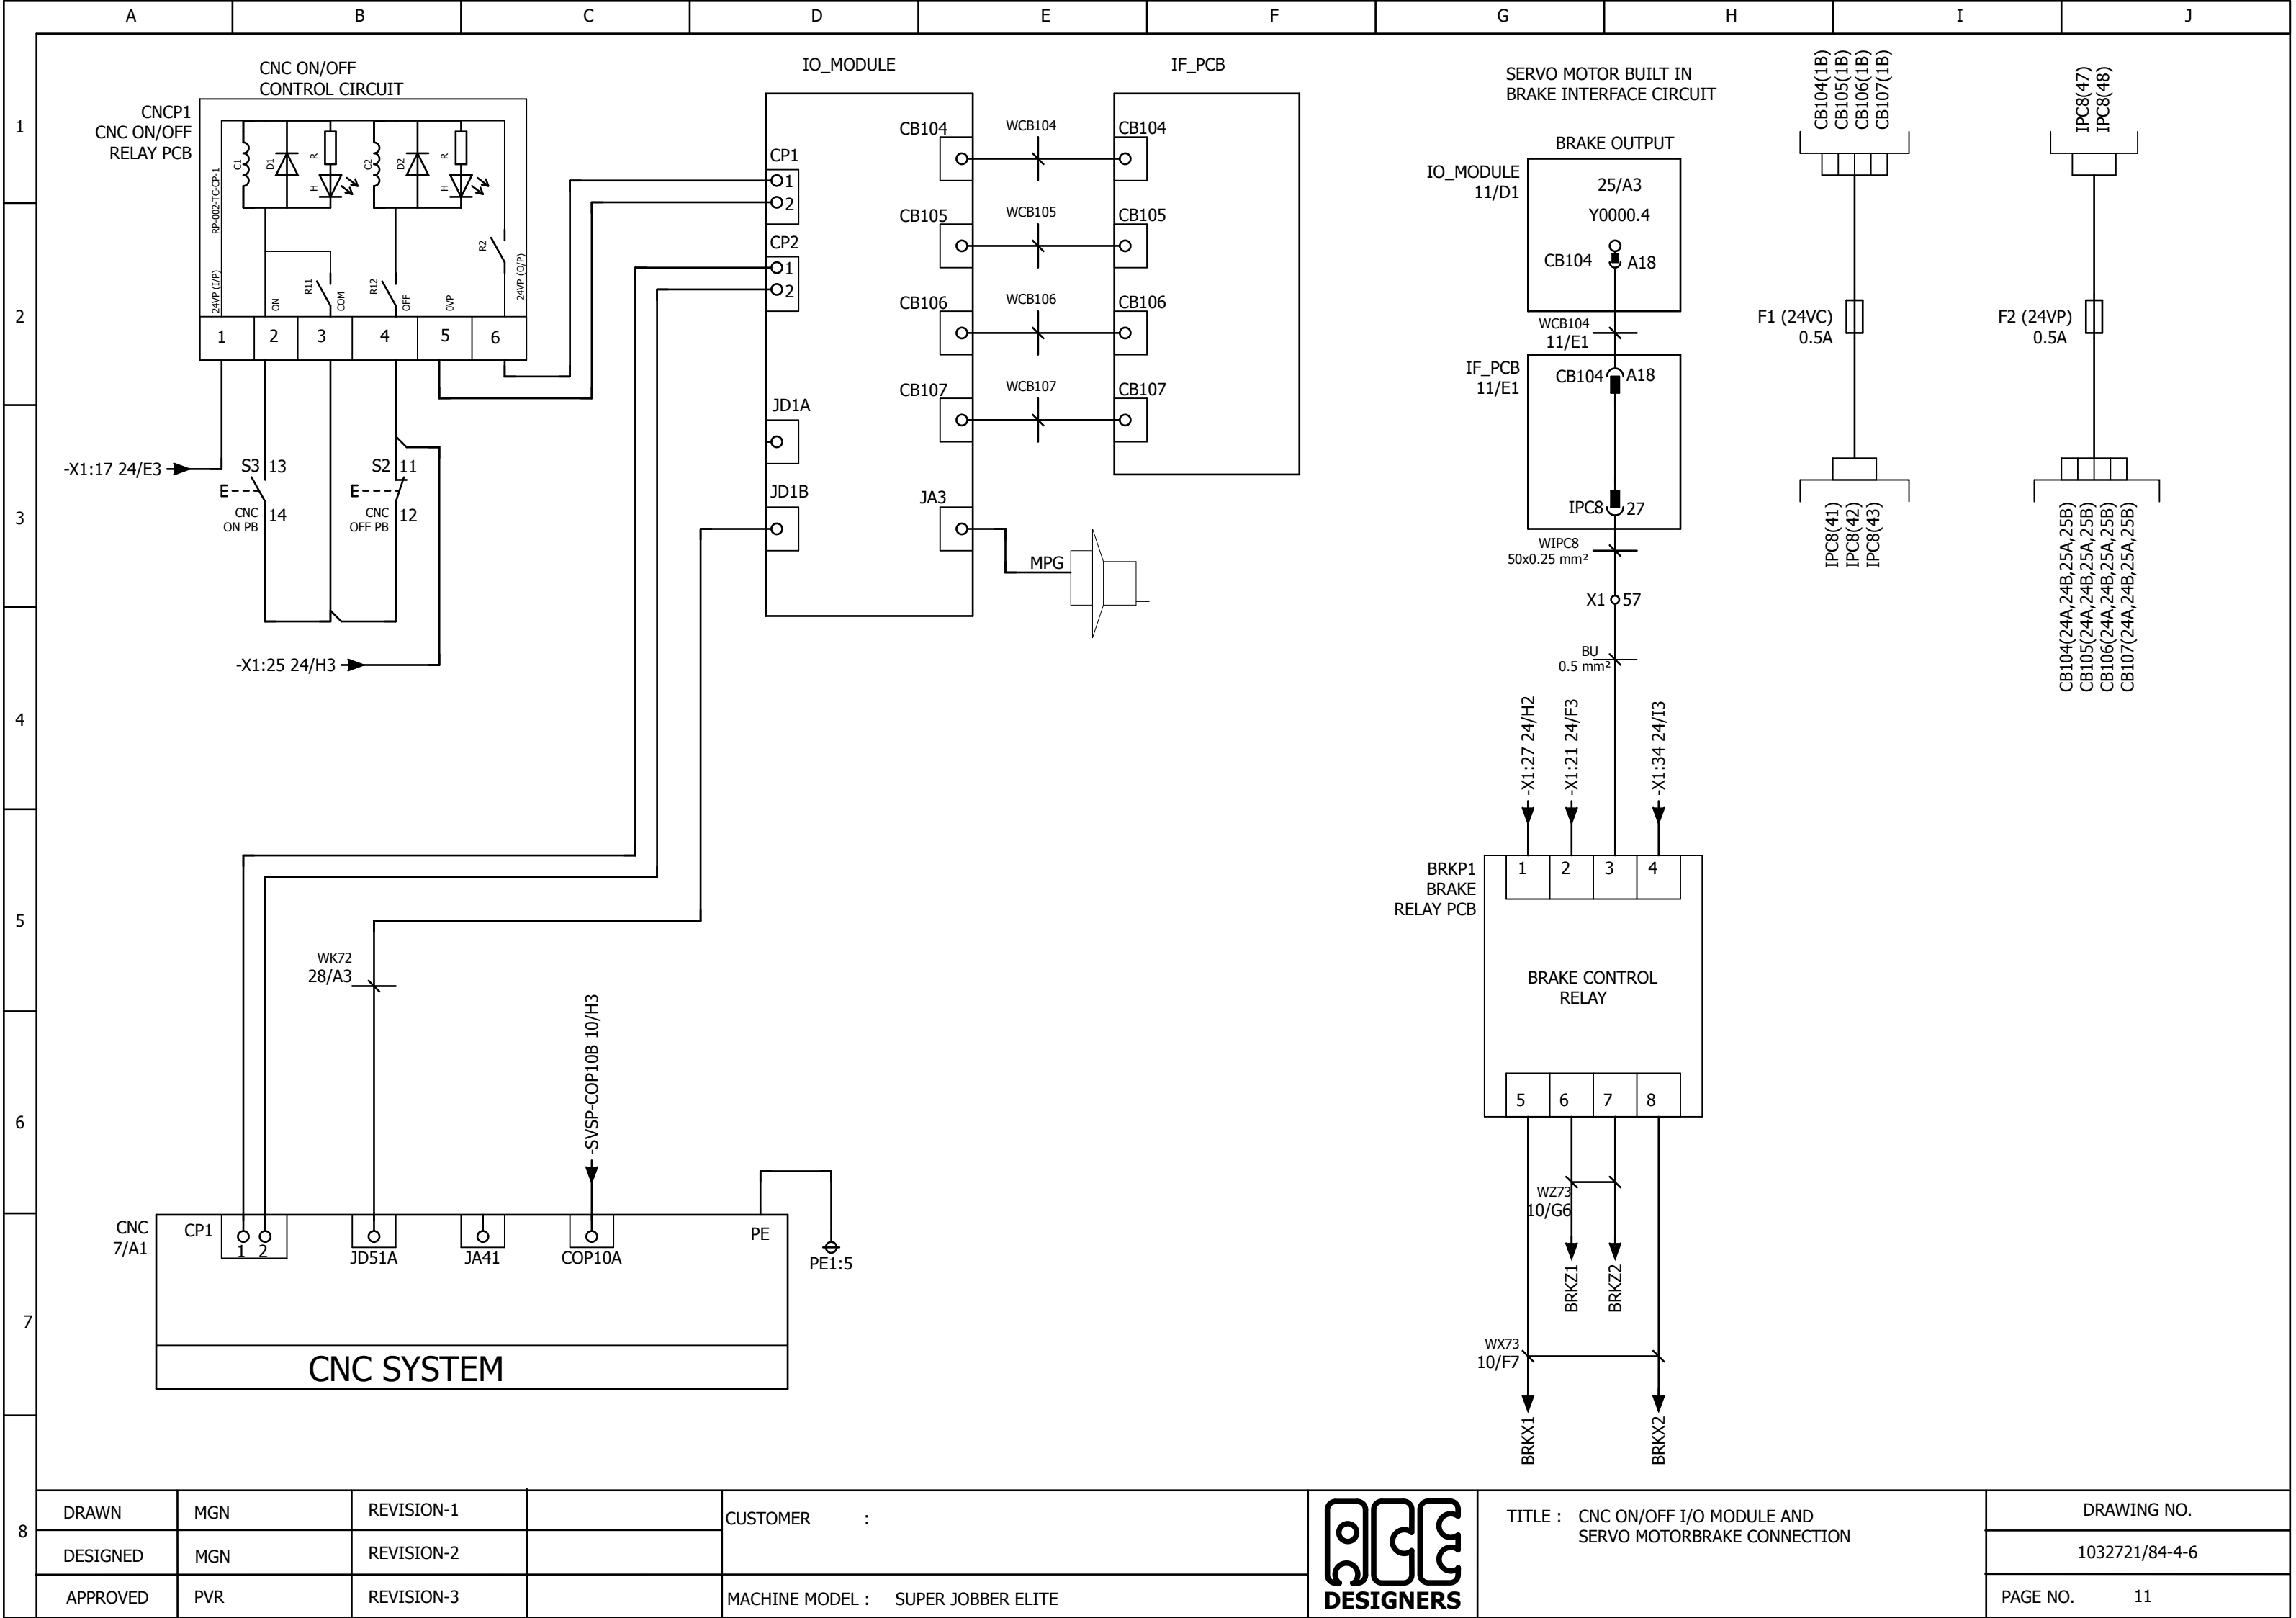 A B C D E F G H I J
1
2
3
4
5
6
7
8
CNC ON/OFF
CONTROL CIRCUIT
CNCP1
CNC ON/OFF
RELAY PCB
RP-002-TC-CP-1
C1
D1
R
H
C2
D2
R
H
R2
R11
R12
24VP (I/P)
ON
COM
OFF
0VP
24VP (O/P)
1 2 3 4 5 6
-X1:17 24/E3
S3 13
14
CNC
ON PB
S2 11
12
CNC
OFF PB
-X1:25 24/H3
IO_MODULE
CP1
1
2
CP2
1
2
JD1A
JD1B
CB104
CB105
CB106
CB107
JA3
MPG
WCB104
WCB105
WCB106
WCB107
IF_PCB
CB104
CB105
CB106
CB107
WK72
28/A3
-SVSP-COP10B 10/H3
CNC
7/A1
CP1
1 2
JD51A
JA41
COP10A
PE
PE1:5
CNC SYSTEM
SERVO MOTOR BUILT IN
BRAKE INTERFACE CIRCUIT
BRAKE OUTPUT
IO_MODULE
11/D1
25/A3
Y0000.4
CB104 A18
WCB104
11/E1
IF_PCB
11/E1
CB104 A18
IPC8 27
WIPC8
50x0.25 mm²
X1 57
BU
0.5 mm²
-X1:27 24/H2
-X1:21 24/F3
-X1:34 24/I3
BRKP1
BRAKE
RELAY PCB
1 2 3 4
BRAKE CONTROL
RELAY
5 6 7 8
WZ73
10/G6
BRKZ1
BRKZ2
WX73
10/F7
BRKX1
BRKX2
CB104(1B)
CB105(1B)
CB106(1B)
CB107(1B)
F1 (24VC)
0.5A
IPC8(41)
IPC8(42)
IPC8(43)
IPC8(47)
IPC8(48)
F2 (24VP)
0.5A
CB104(24A,24B,25A,25B)
CB105(24A,24B,25A,25B)
CB106(24A,24B,25A,25B)
CB107(24A,24B,25A,25B)
DRAWN MGN REVISION-1
DESIGNED MGN REVISION-2
APPROVED PVR REVISION-3
CUSTOMER :
MACHINE MODEL : SUPER JOBBER ELITE
ACE
DESIGNERS
TITLE : CNC ON/OFF I/O MODULE AND
SERVO MOTORBRAKE CONNECTION
DRAWING NO.
1032721/84-4-6
PAGE NO. 11